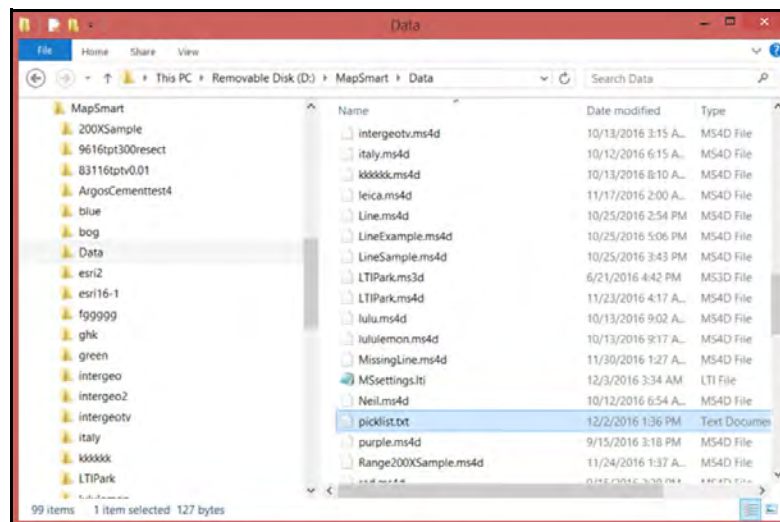 Data
File Home Share View
This PC Removable Disk (D:) MapSmart Data
Search Data
MapSmart
200XSample
9616tpt300resect
83116tptv0.01
ArgosCementtest4
blue
bog
Data
esri2
esri16-1
fggggg
ghk
green
intergeo
intergeo2
intergeotv
italy
kkkkkk
LTIPark
Name Date modified Type
intergeotv.ms4d 10/13/2016 3:15 A... MS4D File
italy.ms4d 10/12/2016 6:15 A... MS4D File
kkkkkk.ms4d 10/13/2016 8:10 A... MS4D File
leica.ms4d 11/17/2016 2:00 A... MS4D File
Line.ms4d 10/25/2016 2:54 PM MS4D File
LineExample.ms4d 10/25/2016 5:06 PM MS4D File
LineSample.ms4d 10/25/2016 3:43 PM MS4D File
LTIPark.ms3d 6/21/2016 4:42 PM MS3D File
LTIPark.ms4d 11/23/2016 4:17 A... MS4D File
lulu.ms4d 10/13/2016 9:02 A... MS4D File
lululemon.ms4d 10/13/2016 9:17 A... MS4D File
MissingLine.ms4d 11/30/2016 1:27 A... MS4D File
MSsettings.lti 12/3/2016 3:34 AM LTI File
Neil.ms4d 10/12/2016 6:54 A... MS4D File
picklist.txt 12/2/2016 1:36 PM Text Documen
purple.ms4d 9/15/2016 3:18 PM MS4D File
Range200XSample.ms4d 11/24/2016 1:37 A... MS4D File
99 items 1 item selected 127 bytes